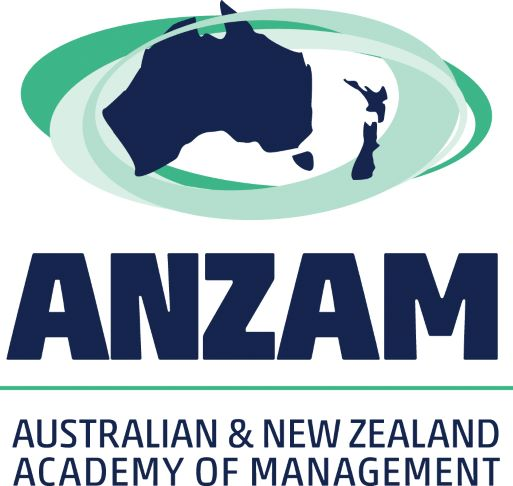 ANZAM
AUSTRALIAN & NEW ZEALAND
ACADEMY OF MANAGEMENT